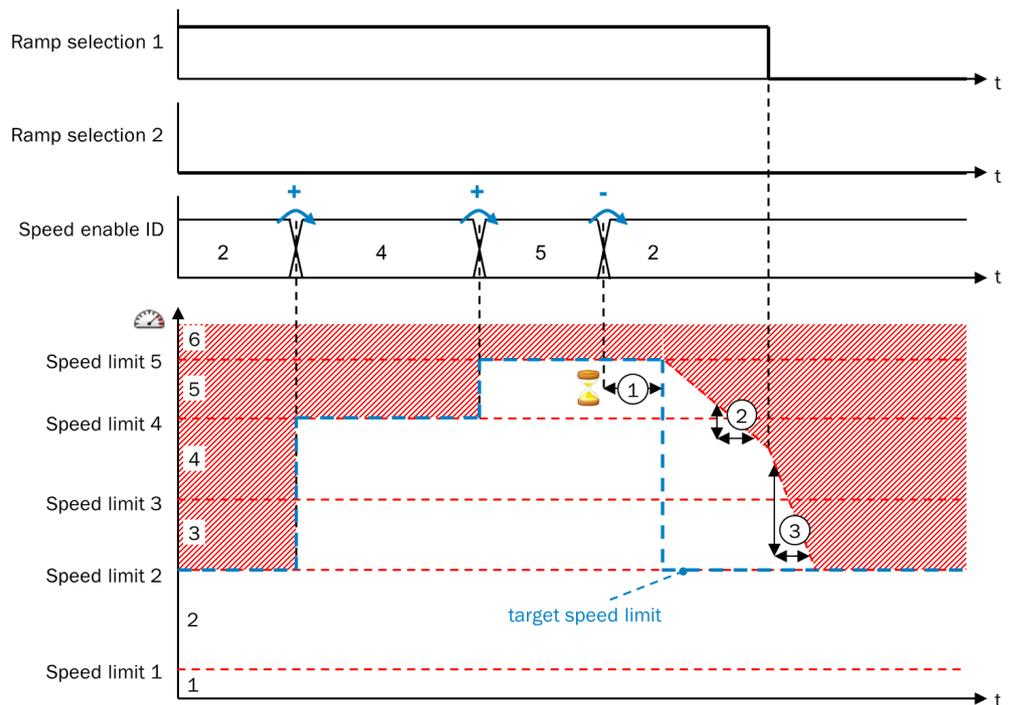 Ramp selection 1
t
Ramp selection 2
t
+ + -
Speed enable ID
2 4 5 2
t
6
Speed limit 5
5
1
2
Speed limit 4
4
Speed limit 3
3
3
Speed limit 2
target speed limit
2
Speed limit 1
1
t